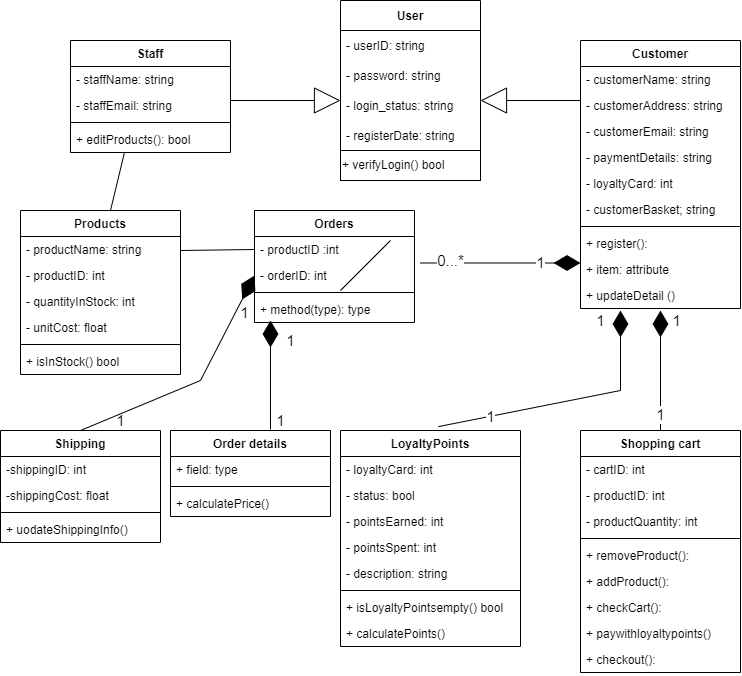 User
- userID: string
- password: string
- login_status: string
- registerDate: string
+ verifyLogin() bool
Staff
- staffName: string
- staffEmail: string
+ editProducts(): bool
Customer
- customerName: string
- customerAddress: string
- customerEmail: string
- paymentDetails: string
- loyaltyCard: int
- customerBasket; string
+ register():
+ item: attribute
+ updateDetail ()
Products
- productName: string
- productID: int
- quantityInStock: int
- unitCost: float
+ isInStock() bool
Orders
- productID :int
- orderID: int
+ method(type): type
0...*
1
1
1
1
1
1
1
1
1
Shipping
-shippingID: int
-shippingCost: float
+ uodateShippingInfo()
Order details
+ field: type
+ calculatePrice()
LoyaltyPoints
- loyaltyCard: int
- status: bool
- pointsEarned: int
- pointsSpent: int
- description: string
+ isLoyaltyPointsempty() bool
+ calculatePoints()
Shopping cart
- cartID: int
- productID: int
- productQuantity: int
+ removeProduct():
+ addProduct():
+ checkCart():
+ paywithloyaltypoints()
+ checkout():